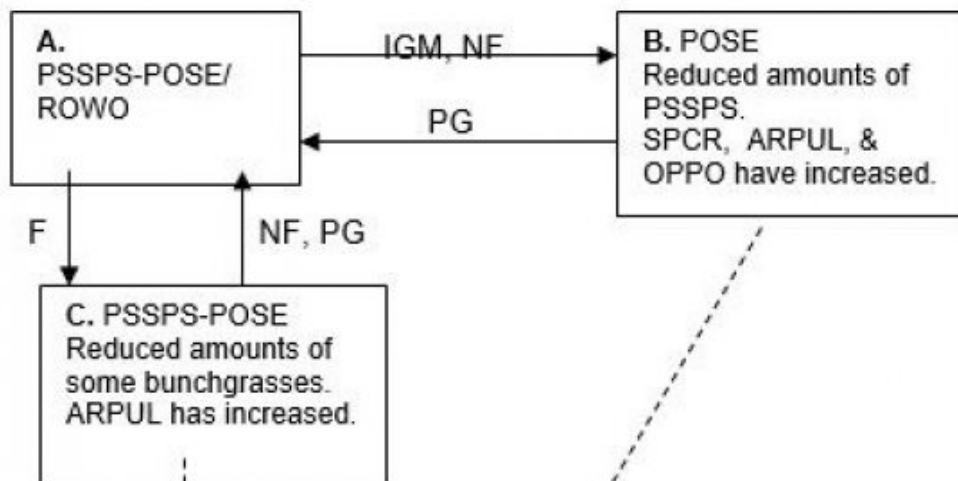 A.
PSSPS-POSE/
ROWO
IGM, NF
PG
B. POSE
Reduced amounts of
PSSPS.
SPCR, ARPUL, &
OPPO have increased.
F
NF, PG
C. PSSPS-POSE
Reduced amounts of
some bunchgrasses.
ARPUL has increased.